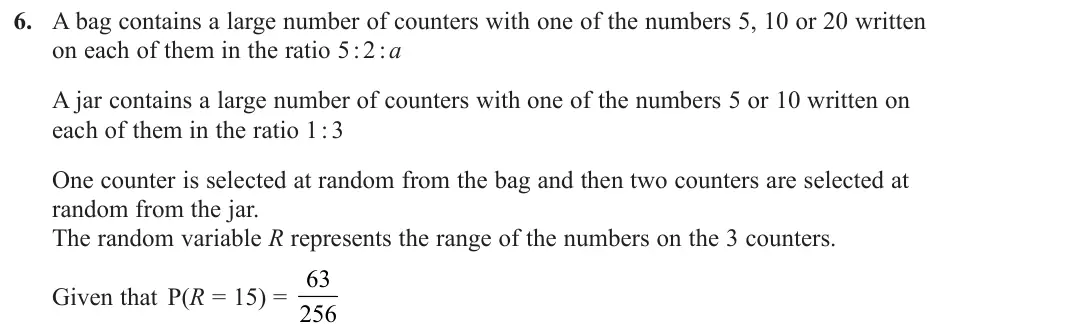 6. A bag contains a large number of counters with one of the numbers 5, 10 or 20 written
on each of them in the ratio 5 : 2 : a
A jar contains a large number of counters with one of the numbers 5 or 10 written on
each of them in the ratio 1 : 3
One counter is selected at random from the bag and then two counters are selected at
random from the jar.
The random variable R represents the range of the numbers on the 3 counters.
Given that P(R = 15) = 63/256